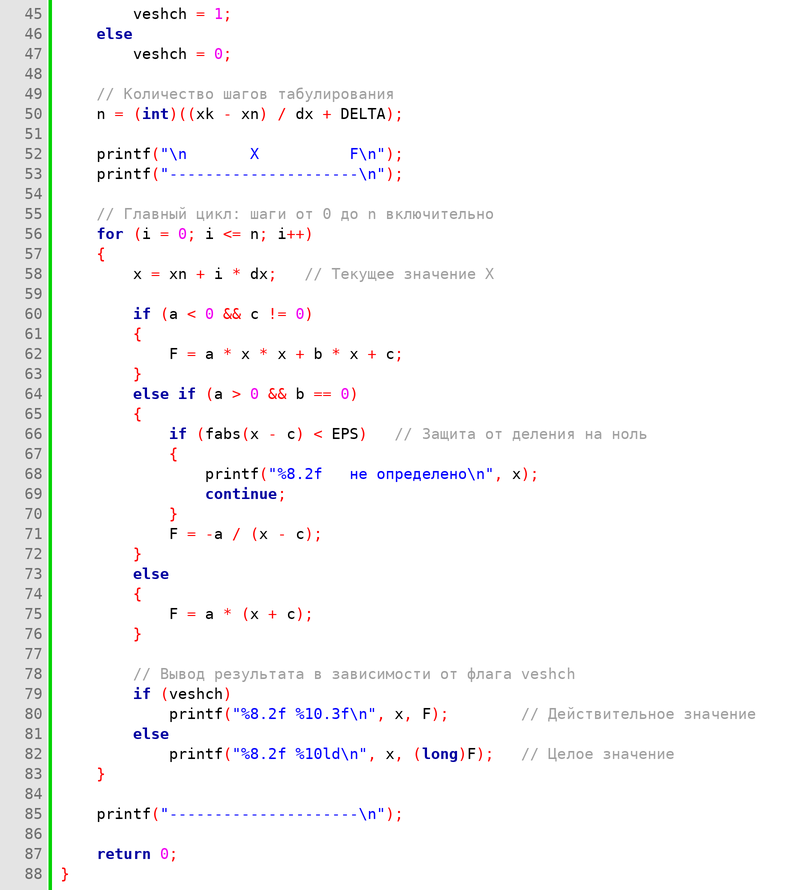 45         veshch = 1;
46     else
47         veshch = 0;
48
49     // Количество шагов табулирования
50     n = (int)((xk - xn) / dx + DELTA);
51
52     printf("\n       X          F\n");
53     printf("---------------------\n");
54
55     // Главный цикл: шаги от 0 до n включительно
56     for (i = 0; i <= n; i++)
57     {
58         x = xn + i * dx;   // Текущее значение X
59
60         if (a < 0 && c != 0)
61         {
62             F = a * x * x + b * x + c;
63         }
64         else if (a > 0 && b == 0)
65         {
66             if (fabs(x - c) < EPS)   // Защита от деления на ноль
67             {
68                 printf("%8.2f   не определено\n", x);
69                 continue;
70             }
71             F = -a / (x - c);
72         }
73         else
74         {
75             F = a * (x + c);
76         }
77
78         // Вывод результата в зависимости от флага veshch
79         if (veshch)
80             printf("%8.2f %10.3f\n", x, F);        // Действительное значение
81         else
82             printf("%8.2f %10ld\n", x, (long)F);   // Целое значение
83     }
84
85     printf("---------------------\n");
86
87     return 0;
88 }